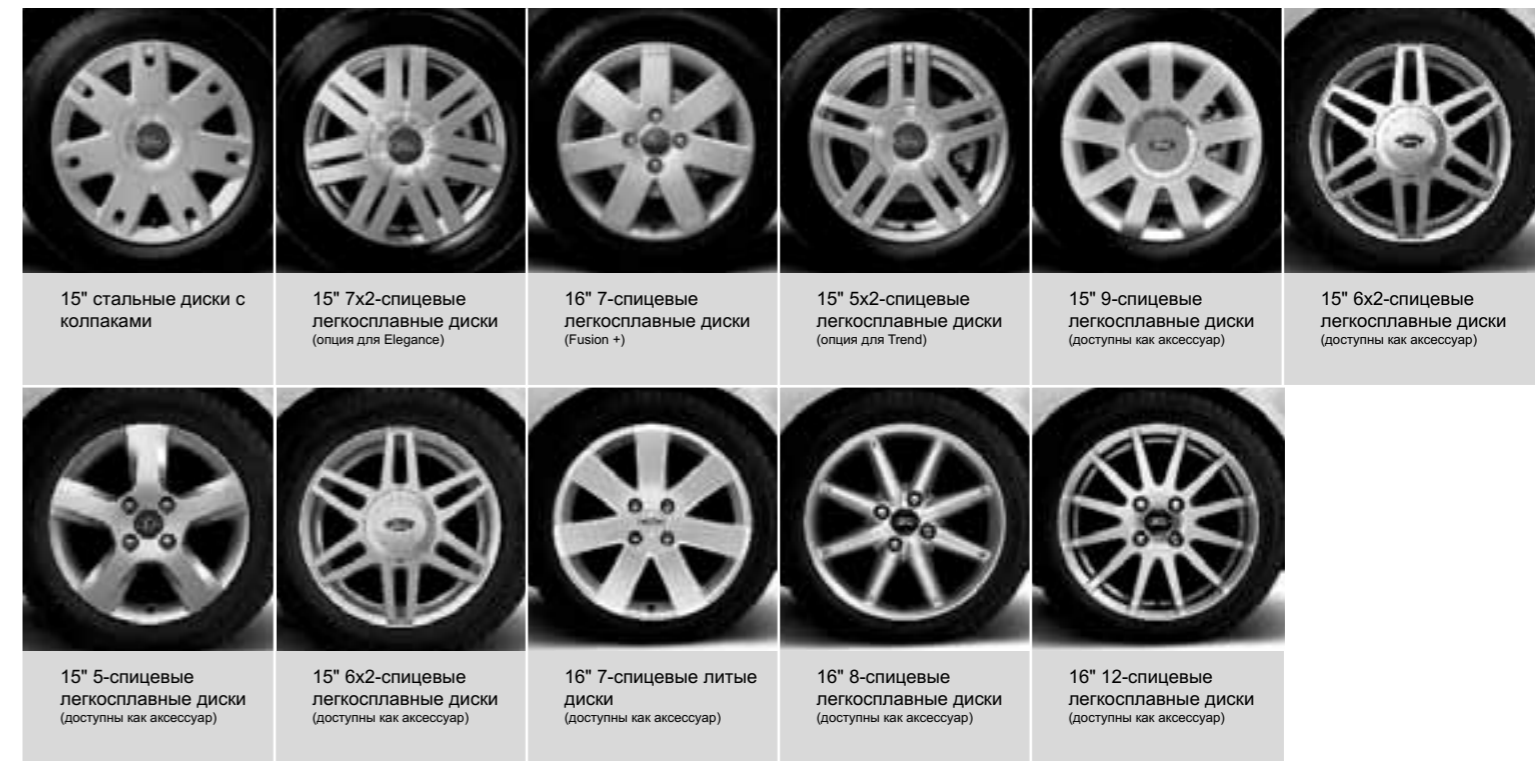 15" стальные диски с
колпаками
15" 7x2-спицевые
легкосплавные диски
(опция для Elegance)
16" 7-спицевые
легкосплавные диски
(Fusion +)
15" 5x2-спицевые
легкосплавные диски
(опция для Trend)
15" 9-спицевые
легкосплавные диски
(доступны как аксессуар)
15" 6x2-спицевые
легкосплавные диски
(доступны как аксессуар)
15" 5-спицевые
легкосплавные диски
(доступны как аксессуар)
15" 6x2-спицевые
легкосплавные диски
(доступны как аксессуар)
16" 7-спицевые литые
диски
(доступны как аксессуар)
16" 8-спицевые
легкосплавные диски
(доступны как аксессуар)
16" 12-спицевые
легкосплавные диски
(доступны как аксессуар)